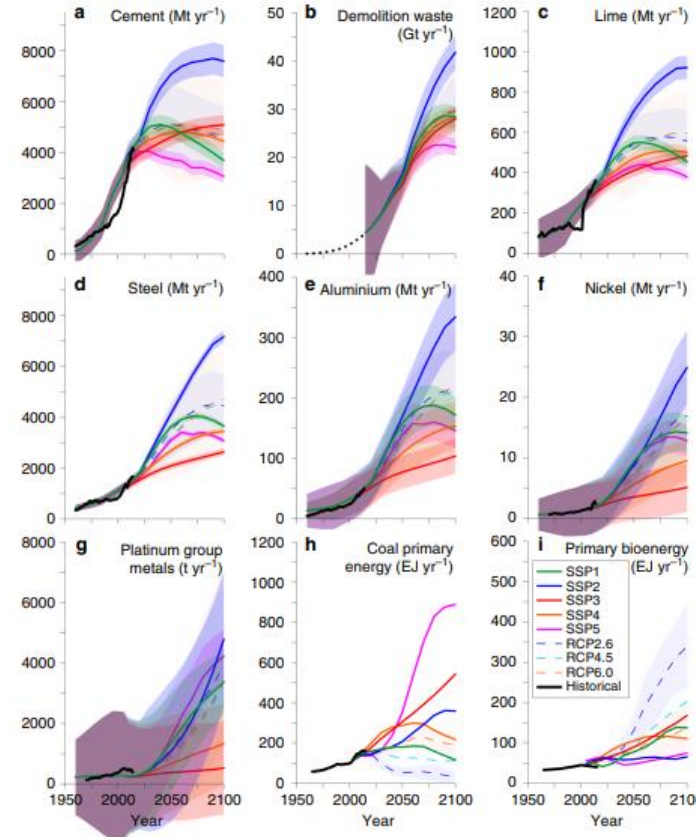 a Cement (Mt yr⁻¹)
8000
6000
4000
2000
0
b Demolition waste
(Gt yr⁻¹)
50
40
30
20
10
0
c Lime (Mt yr⁻¹)
1200
1000
800
600
400
200
0
d Steel (Mt yr⁻¹)
8000
6000
4000
2000
0
e Aluminium (Mt yr⁻¹)
400
300
200
100
0
f Nickel (Mt yr⁻¹)
40
30
20
10
0
g Platinum group
metals (t yr⁻¹)
8000
6000
4000
2000
0
1950 2000 2050 2100
Year
h Coal primary
energy (EJ yr⁻¹)
1200
1000
800
600
400
200
0
1950 2000 2050 2100
Year
i Primary bioenergy
(EJ yr⁻¹)
600
500
400
300
200
100
0
SSP1
SSP2
SSP3
SSP4
SSP5
RCP2.6
RCP4.5
RCP6.0
Historical
1950 2000 2050 2100
Year